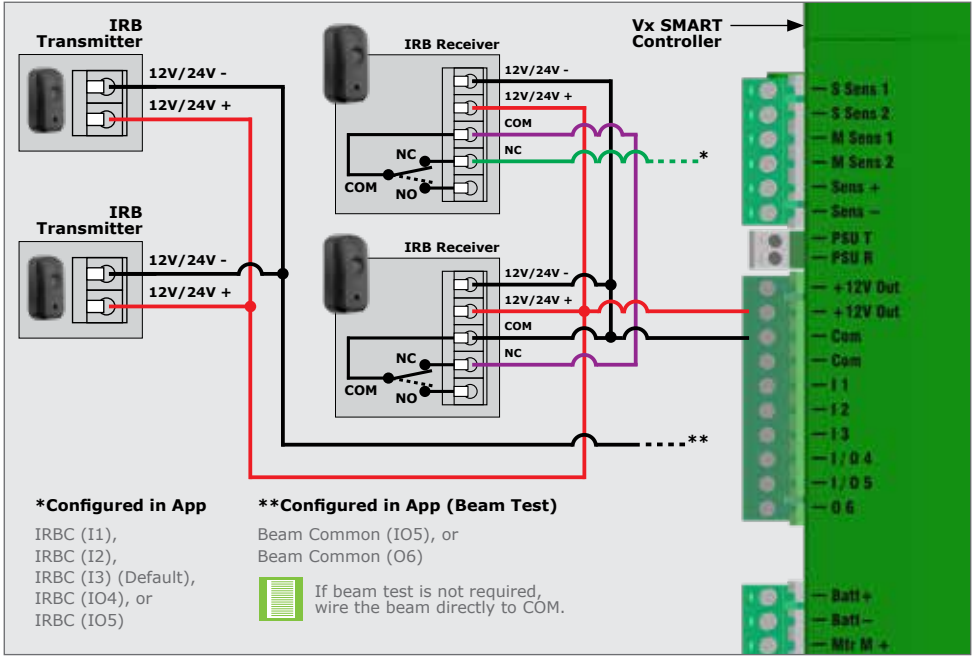 IRB
Transmitter
12V/24V -
12V/24V +
IRB
Transmitter
12V/24V -
12V/24V +
IRB Receiver
12V/24V -
12V/24V +
COM
NC
NC
COM
NO
*
IRB Receiver
12V/24V -
12V/24V +
COM
NC
NC
COM
NO
**
Vx SMART
Controller
S Sens 1
S Sens 2
M Sens 1
M Sens 2
Sens +
Sens -
PSU T
PSU R
+12V Out
+12V Out
Com
Com
I 1
I 2
I 3
I/O 4
I/O 5
O 6
Batt+
Batt-
Mtr M +
*Configured in App
IRBC (I1),
IRBC (I2),
IRBC (I3) (Default),
IRBC (IO4), or
IRBC (IO5)
**Configured in App (Beam Test)
Beam Common (IO5), or
Beam Common (O6)
If beam test is not required,
wire the beam directly to COM.